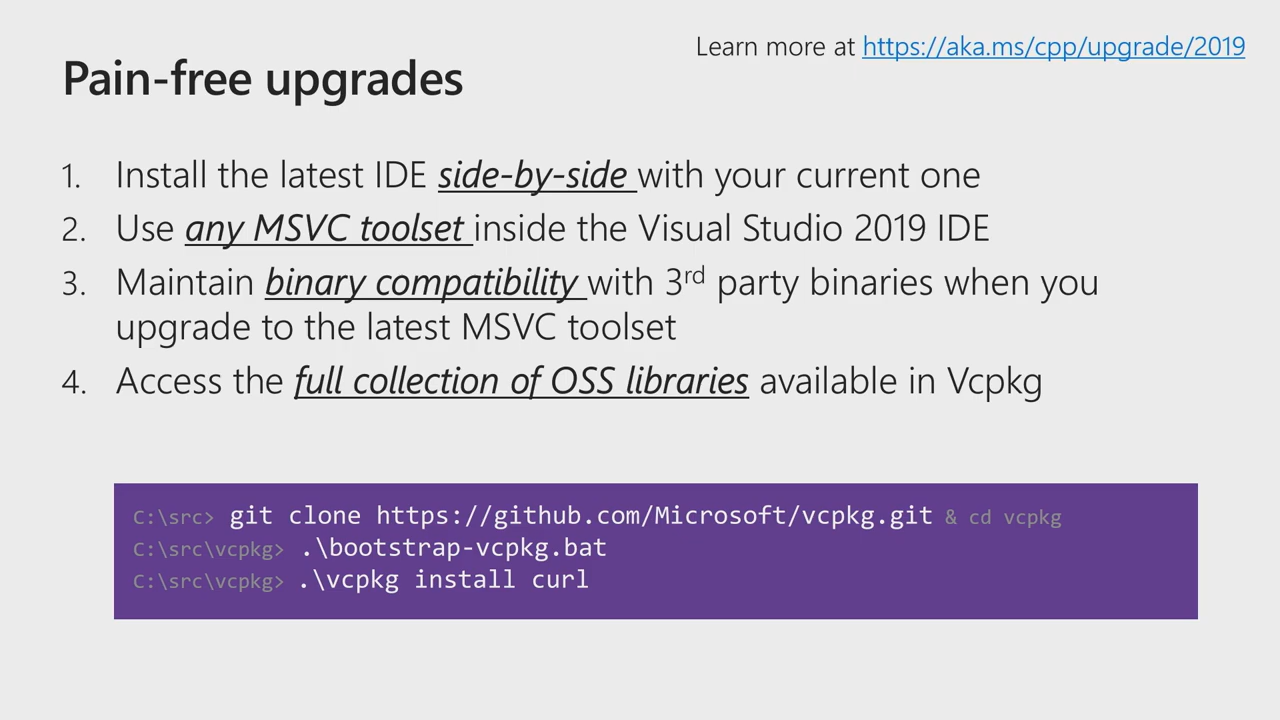 Learn more at https://aka.ms/cpp/upgrade/2019
Pain-free upgrades
1. Install the latest IDE side-by-side with your current one
2. Use any MSVC toolset inside the Visual Studio 2019 IDE
3. Maintain binary compatibility with 3rd party binaries when you
upgrade to the latest MSVC toolset
4. Access the full collection of OSS libraries available in Vcpkg
C:\src> git clone https://github.com/Microsoft/vcpkg.git & cd vcpkg
C:\src\vcpkg> .\bootstrap-vcpkg.bat
C:\src\vcpkg> .\vcpkg install curl